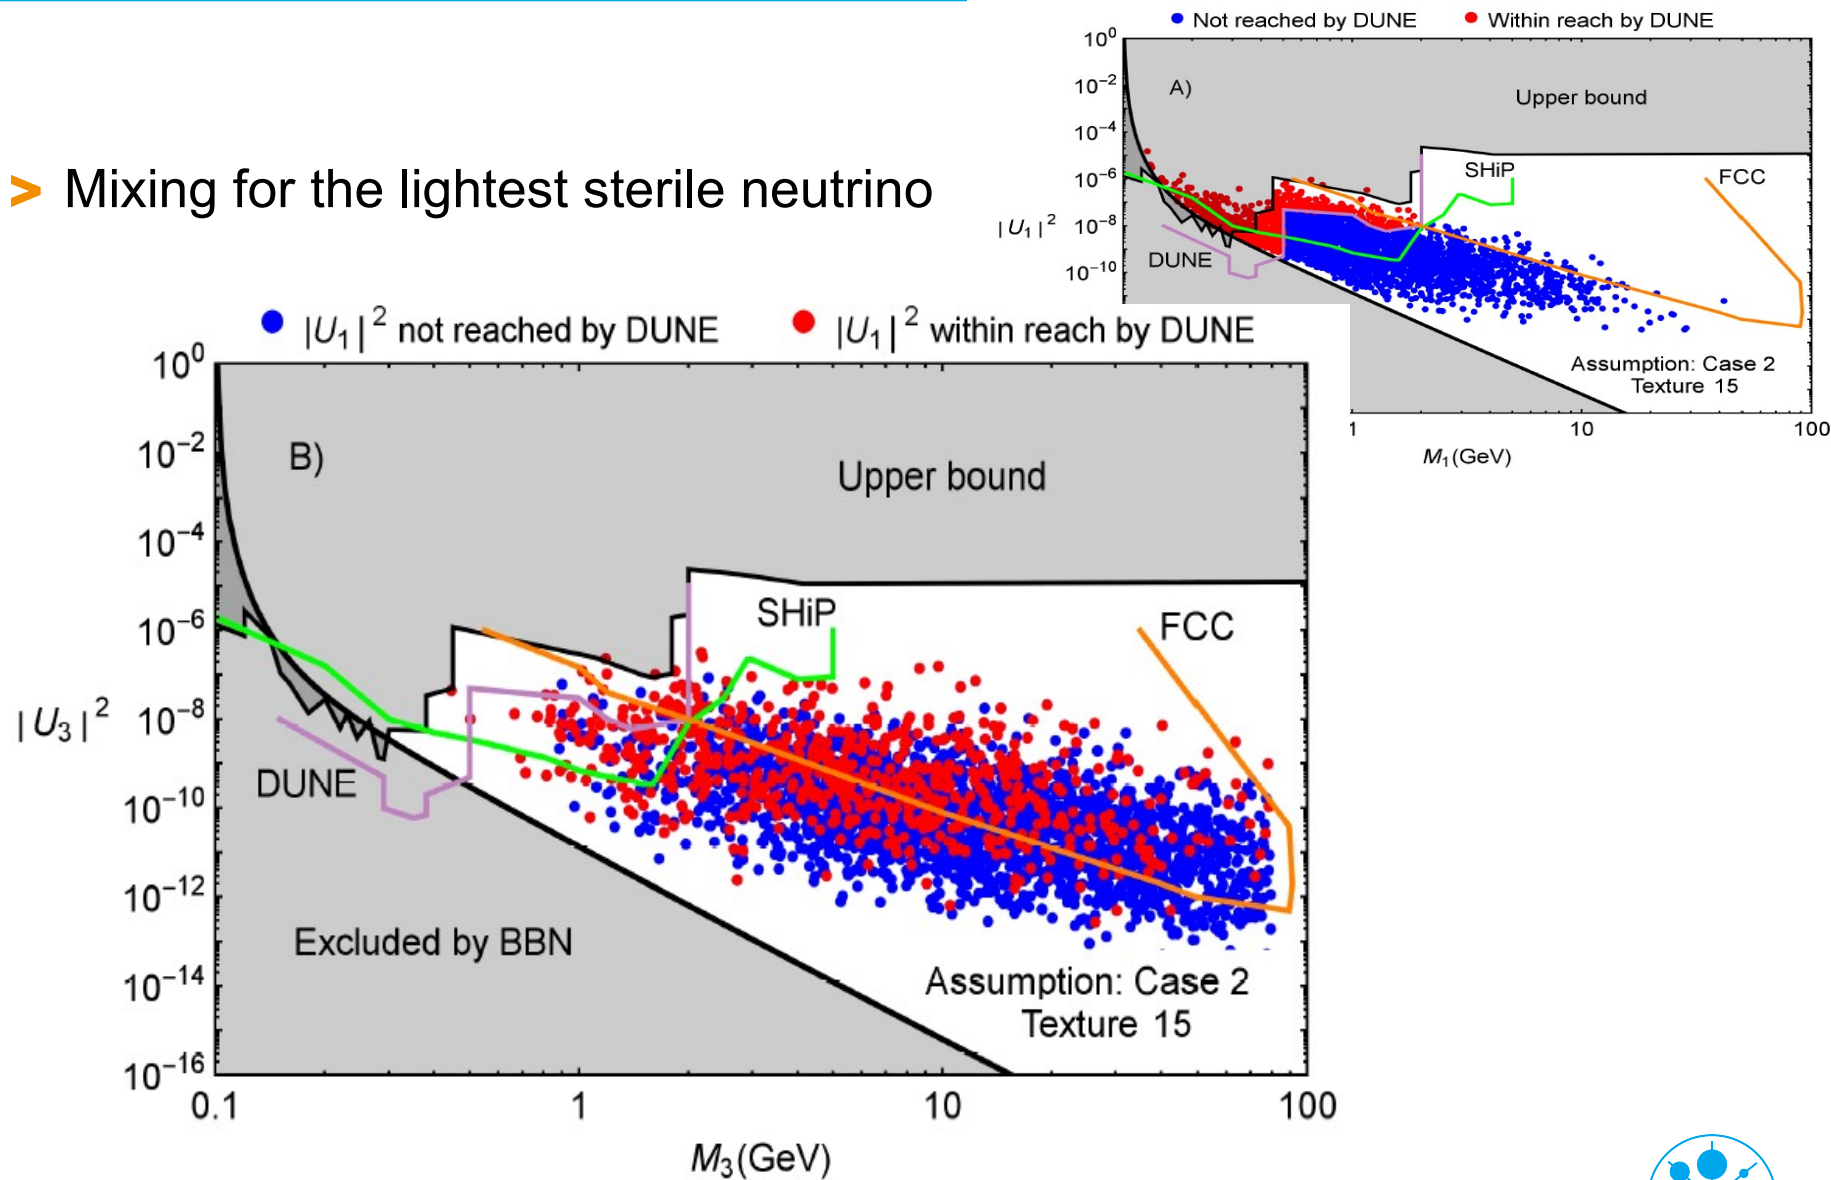 Not reached by DUNE Within reach by DUNE
10⁰
10⁻²
10⁻⁴
10⁻⁶
10⁻⁸
10⁻¹⁰
A)
Upper bound
SHiP
FCC
|U₁|²
DUNE
Assumption: Case 2
Texture 15
1 10 100
M₁(GeV)
> Mixing for the lightest sterile neutrino
|U₁|² not reached by DUNE |U₁|² within reach by DUNE
10⁰
10⁻²
10⁻⁴
10⁻⁶
10⁻⁸
10⁻¹⁰
10⁻¹²
10⁻¹⁴
10⁻¹⁶
B)
Upper bound
SHiP
FCC
|U₃|²
DUNE
Excluded by BBN
Assumption: Case 2
Texture 15
0.1 1 10 100
M₃(GeV)